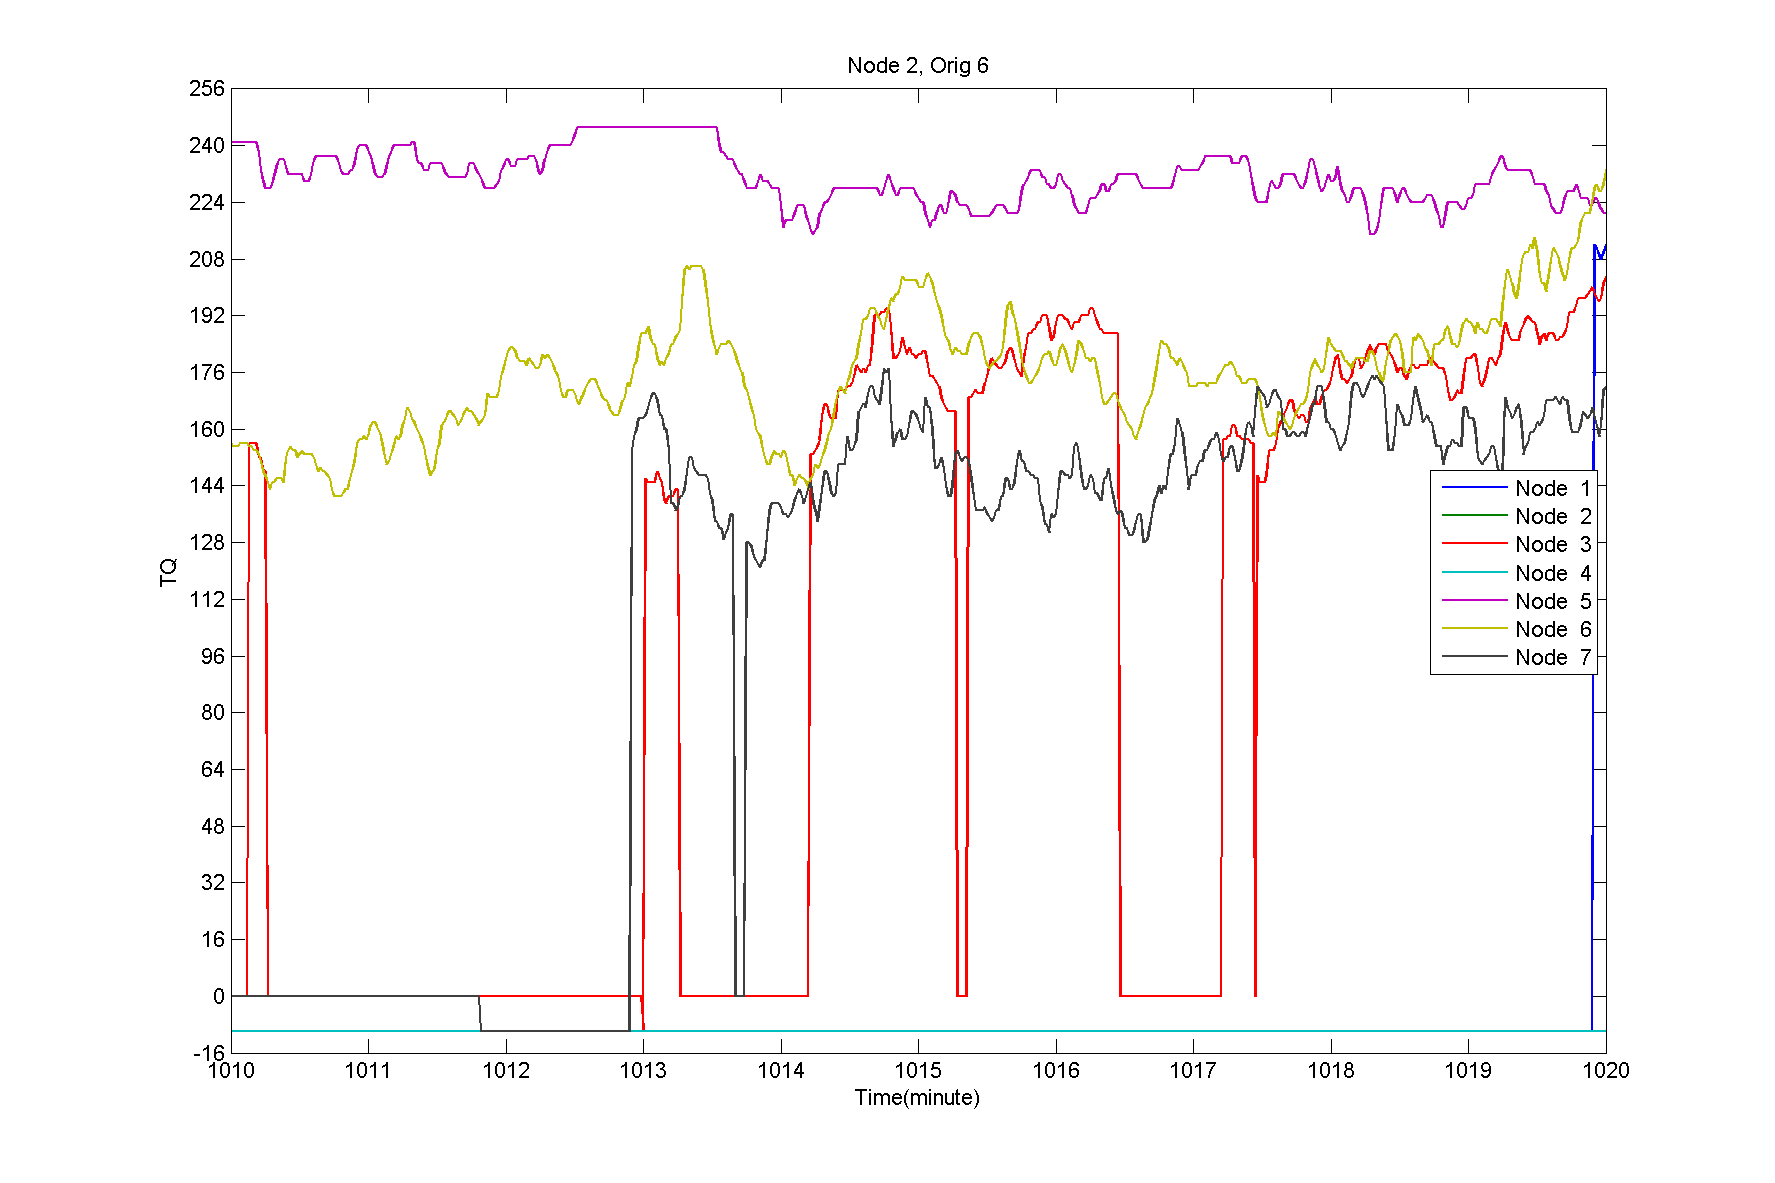 Node 2, Orig 6
256
240
224
208
192
176
160
144
128
112
96
80
64
48
32
16
0
-16
TQ
Node 1
Node 2
Node 3
Node 4
Node 5
Node 6
Node 7
1010 1011 1012 1013 1014 1015 1016 1017 1018 1019 1020
Time(minute)